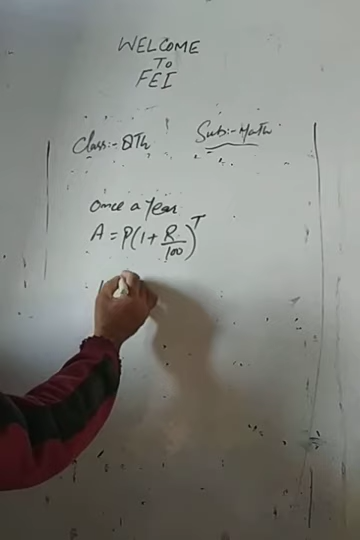 WELCOME
TO
FEI
Class:- 8Th
Sub:- Math
Once a Year
A = P(1 + R/100)^T